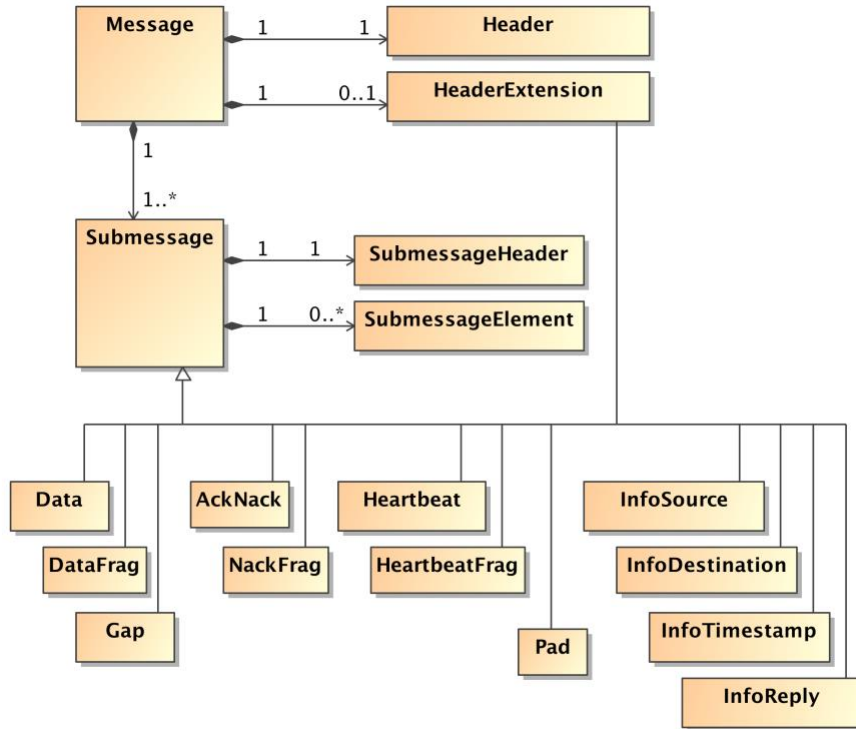 Message
1
1
Header
1
0..1
HeaderExtension
1
1..*
Submessage
1
1
SubmessageHeader
1
0..*
SubmessageElement
Data
AckNack
Heartbeat
InfoSource
DataFrag
NackFrag
HeartbeatFrag
InfoDestination
Gap
InfoTimestamp
Pad
InfoReply